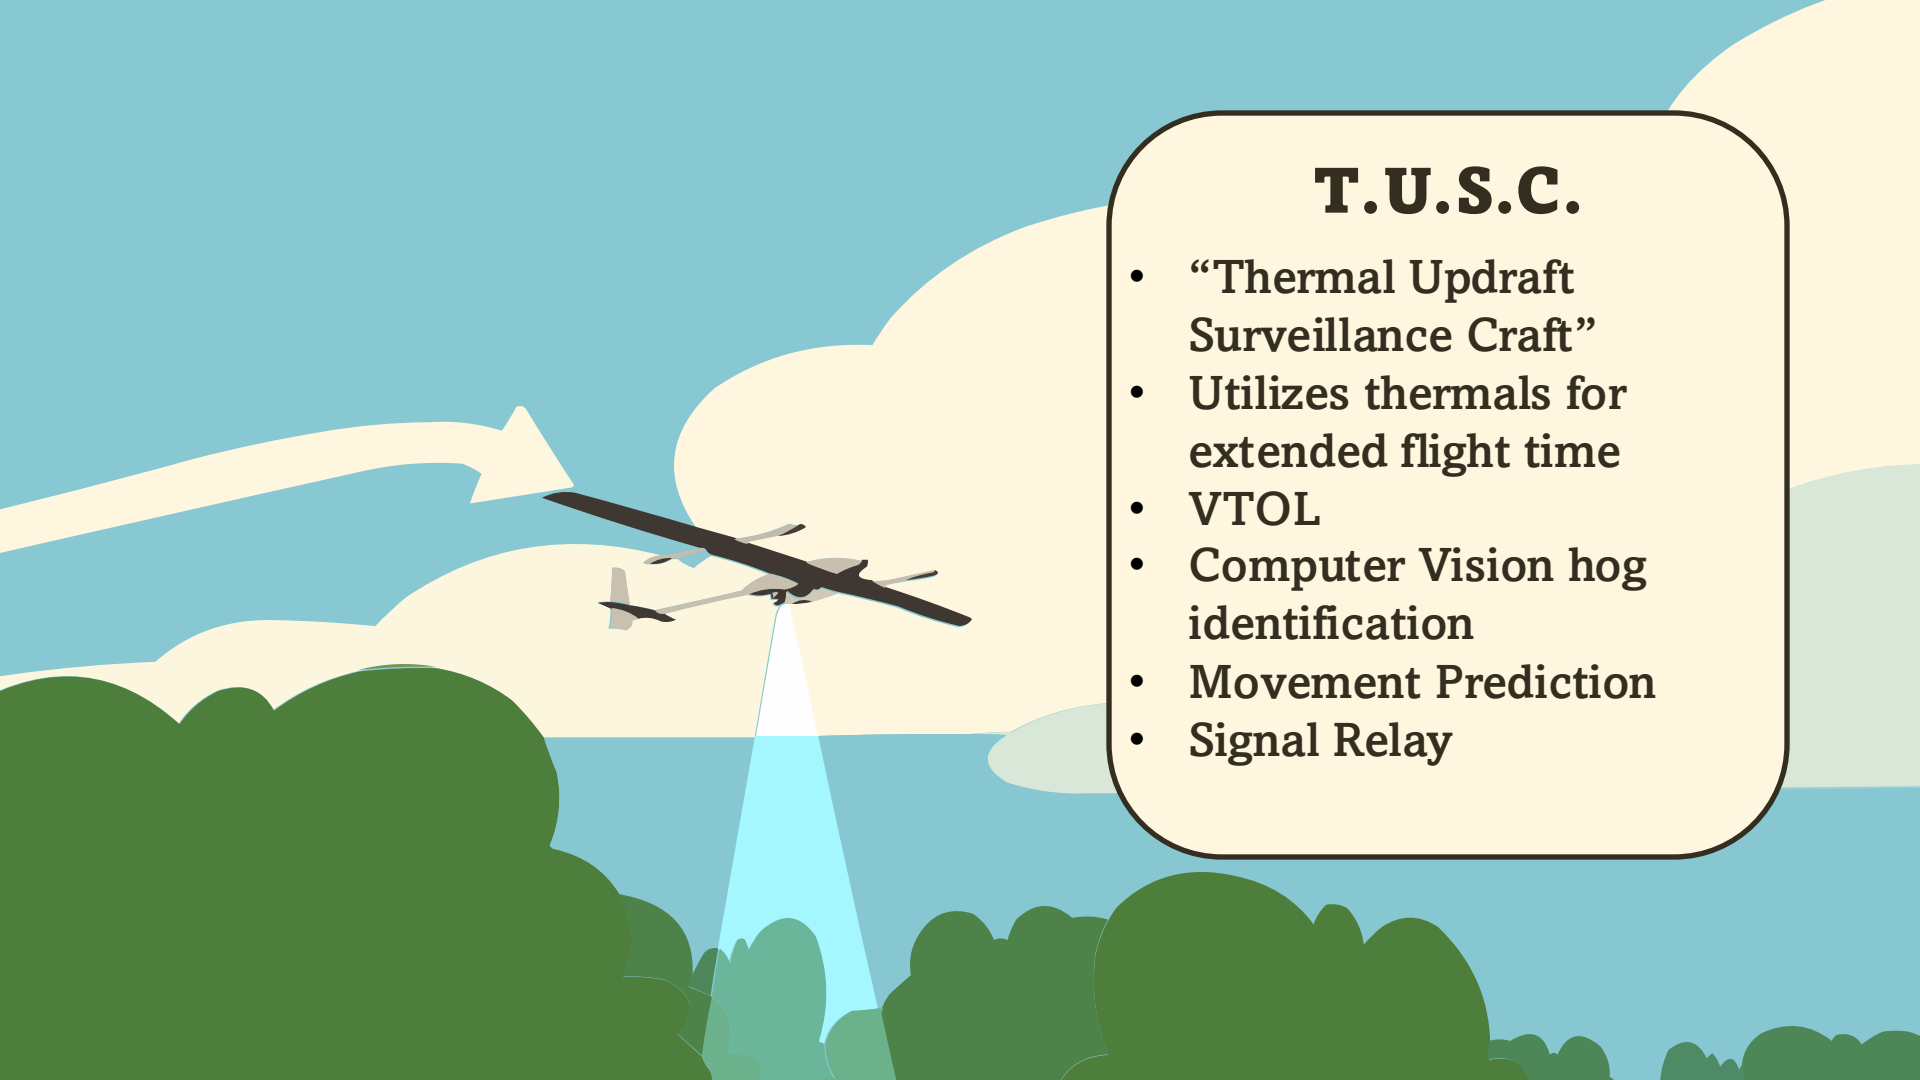 T.U.S.C.
• “Thermal Updraft
Surveillance Craft”
• Utilizes thermals for
extended flight time
• VTOL
• Computer Vision hog
identification
• Movement Prediction
• Signal Relay